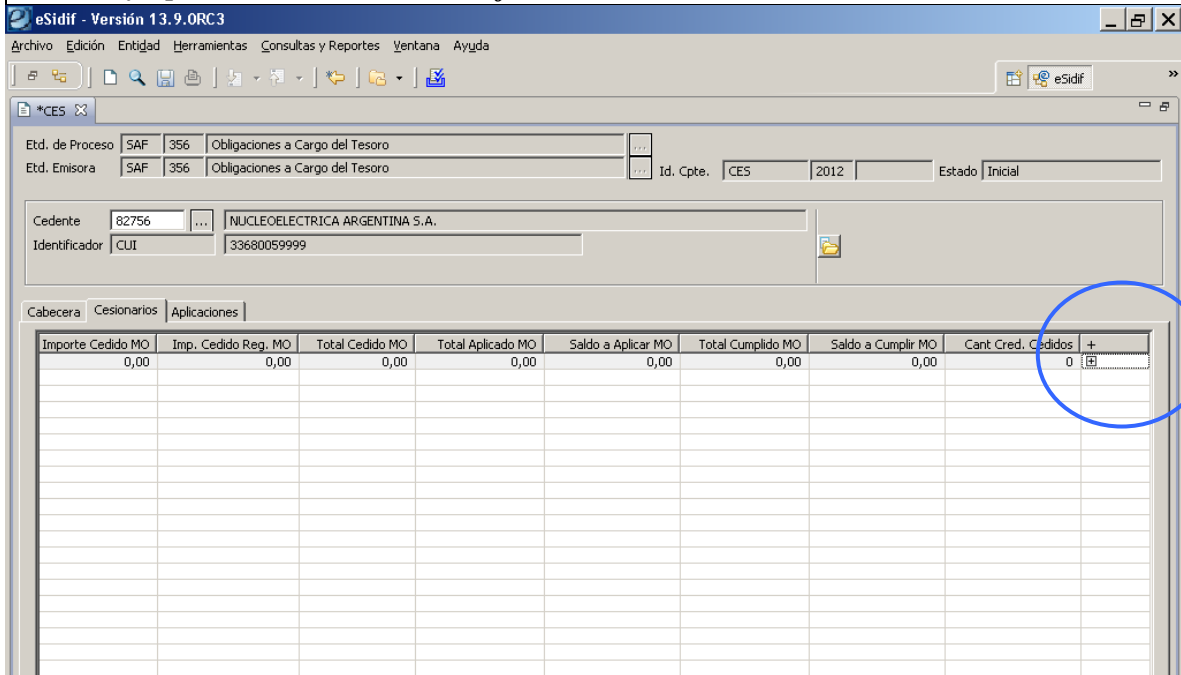 eSidif - Versión 13.9.0RC3
Archivo Edición Entidad Herramientas Consultas y Reportes Ventana Ayuda
eSidif
*CES
Etd. de Proceso SAF 356 Obligaciones a Cargo del Tesoro ...
Etd. Emisora SAF 356 Obligaciones a Cargo del Tesoro ... Id. Cpte. CES 2012 Estado Inicial
Cedente 82756 ... NUCLEOELECTRICA ARGENTINA S.A.
Identificador CUI 33680059999
Cabecera Cesionarios Aplicaciones
Importe Cedido MO Imp. Cedido Reg. MO Total Cedido MO Total Aplicado MO Saldo a Aplicar MO Total Cumplido MO Saldo a Cumplir MO Cant Cred. Cedidos +
0,00 0,00 0,00 0,00 0,00 0,00 0,00 0